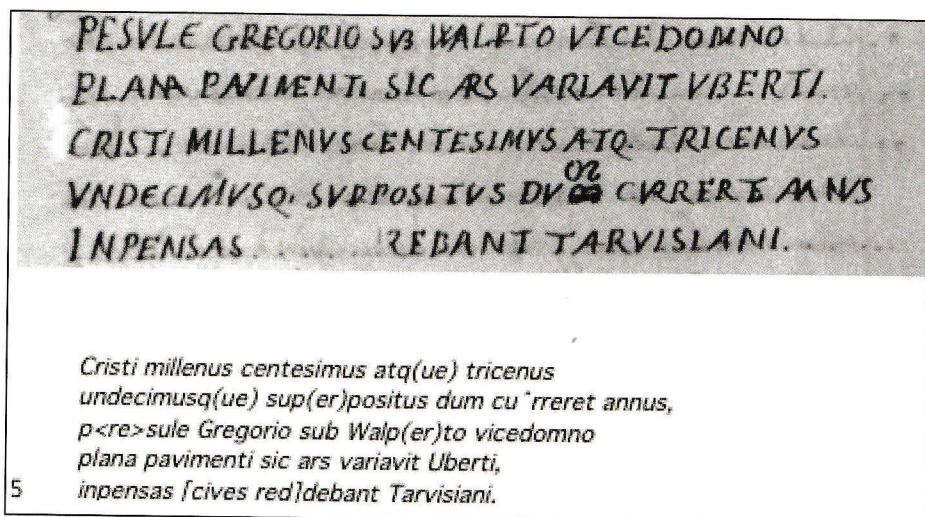 PESVLE GREGORIO SVB WALPTO VICEDOMNO
PLANA PAVIMENTI SIC ARS VARIAVIT VBERTI.
CRISTI MILLENVS CENTESIMVS ATQ. TRICENVS
VNDECIMVSQ. SVPPOSITVS DV CVRRERET ANNVS
INPENSAS ..... REBANT TARVISIANI.
Cristi millenus centesimus atq(ue) tricenus
undecimusq(ue) sup(er)positus dum cu ̂rreret annus,
p<re>sule Gregorio sub Walp(er)to vicedomno
plana pavimenti sic ars variavit Uberti,
5 inpensas [cives red]debant Tarvisiani.